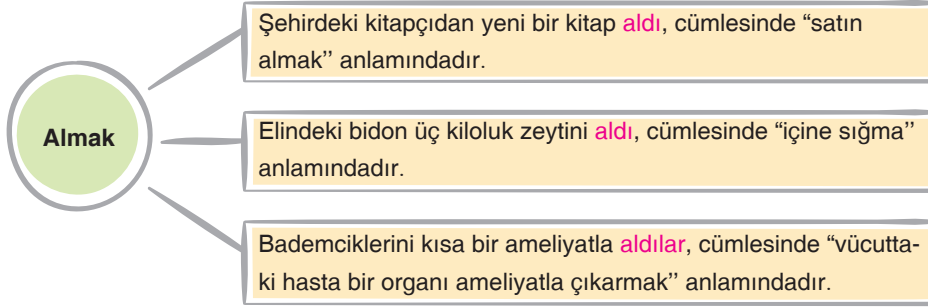 Şehirdeki kitapçıdan yeni bir kitap aldı, cümlesinde “satın
almak’’ anlamındadır.
Almak
Elindeki bidon üç kiloluk zeytini aldı, cümlesinde “içine sığma’’
anlamındadır.
Bademciklerini kısa bir ameliyatla aldılar, cümlesinde “vücutta-
ki hasta bir organı ameliyatla çıkarmak’’ anlamındadır.